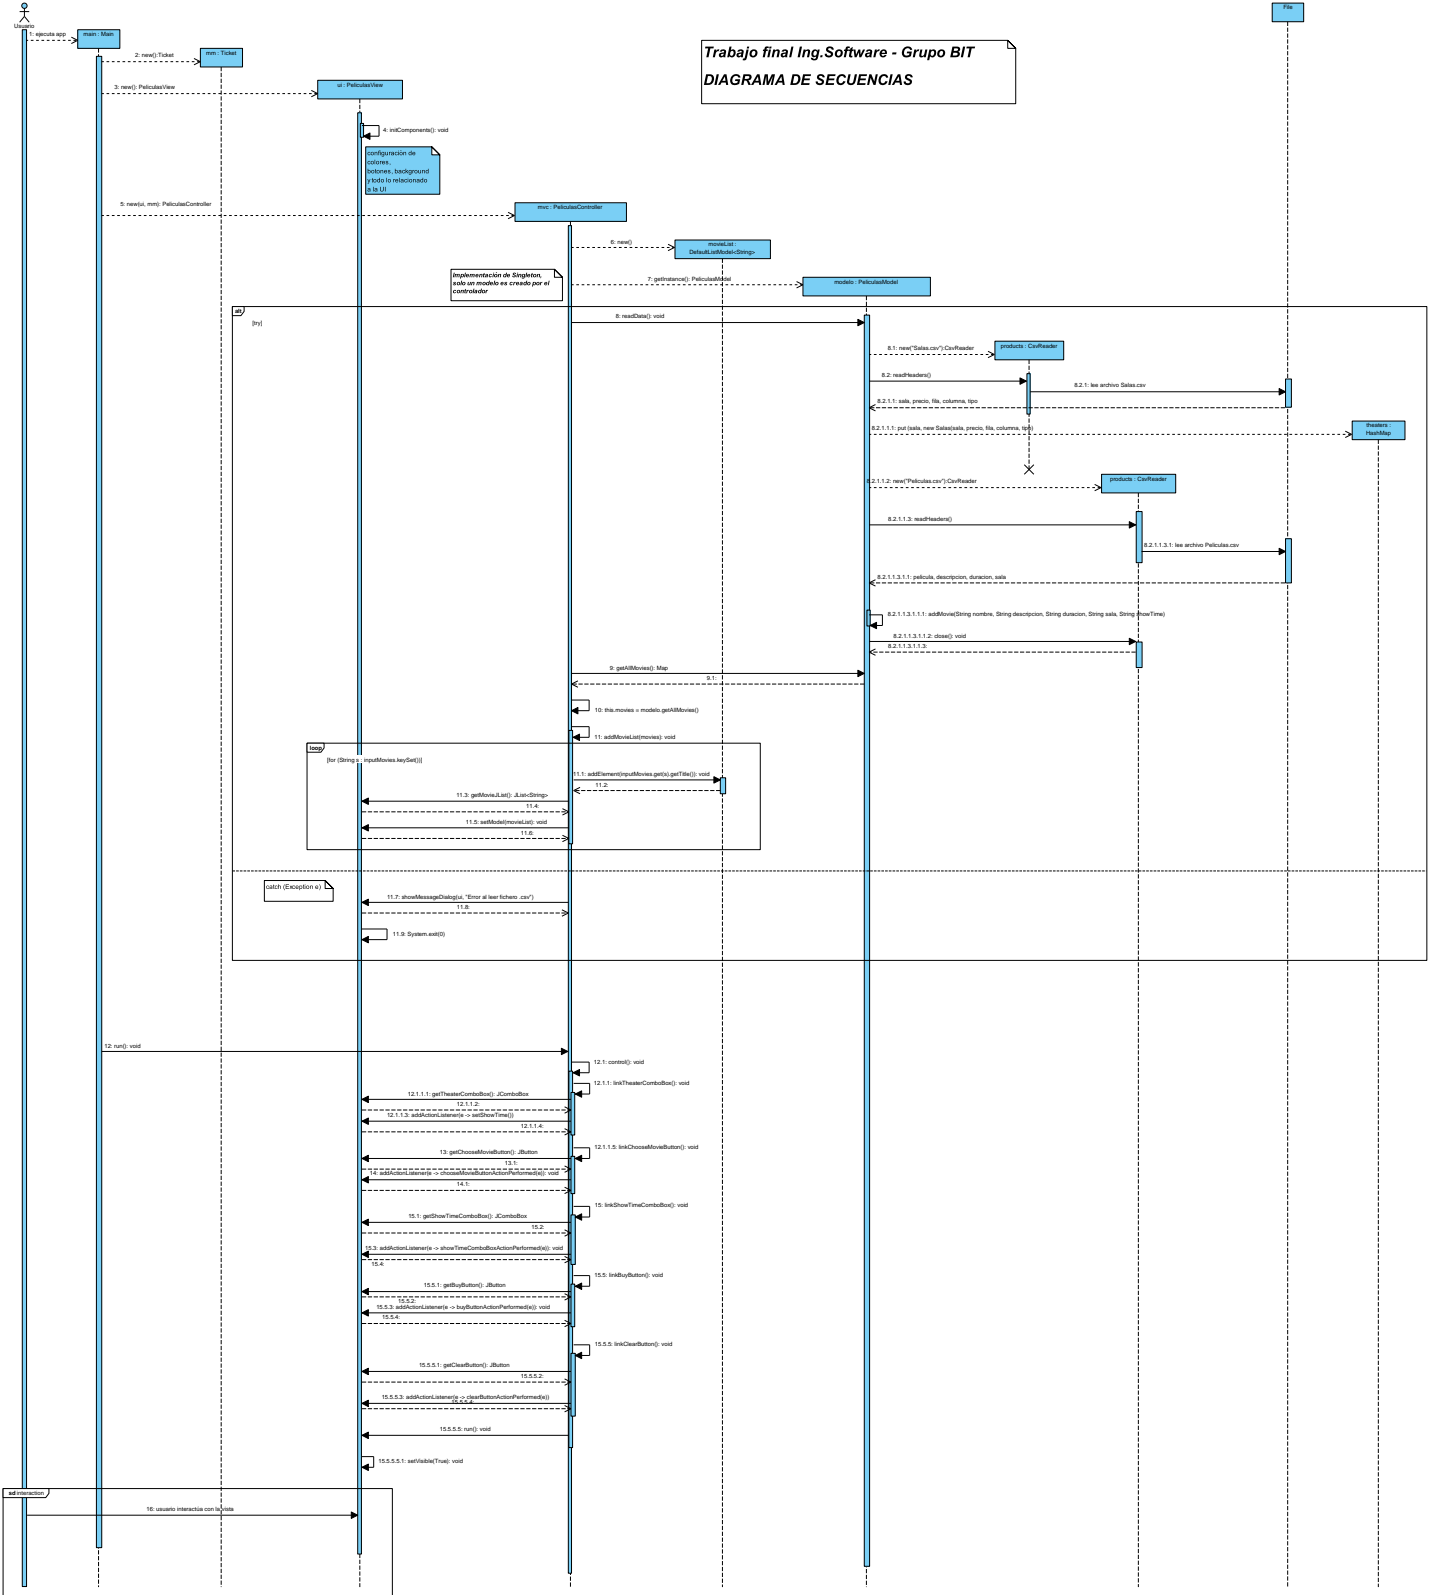 Usuario
File
1: ejecuta app
main : Main
2: new():Ticket
mm : Ticket
Trabajo final Ing.Software - Grupo BIT
DIAGRAMA DE SECUENCIAS
3: new(): PeliculasView
ui : PeliculasView
4: initComponents(): void
configuración de
colores,
botones, background
y todo lo relacionado
a la UI
5: new(ui, mm): PeliculasController
mvc : PeliculasController
6: new()
movieList :
DefaultListModel<String>
Implementación de Singleton,
solo un modelo es creado por el
controlador
7: getInstance(): PeliculasModel
modelo : PeliculasModel
alt
[try]
8: readData(): void
8.1: new("Salas.csv"):CsvReader
products : CsvReader
8.2: readHeaders()
8.2.1: lee archivo Salas.csv
8.2.1.1: sala, precio, fila, columna, tipo
8.2.1.1.1: put (sala, new Salas(sala, precio, fila, columna, tipo)
theaters :
HashMap
8.2.1.1.2: new("Peliculas.csv"):CsvReader
products : CsvReader
8.2.1.1.3: readHeaders()
8.2.1.1.3.1: lee archivo Peliculas.csv
8.2.1.1.3.1.1: pelicula, descripcion, duracion, sala
8.2.1.1.3.1.1.1: addMovie(String nombre, String descripcion, String duracion, String sala, String showTime)
8.2.1.1.3.1.1.2: close(): void
8.2.1.1.3.1.1.3:
9: getAllMovies(): Map
9.1:
10: this.movies = modelo.getAllMovies()
11: addMovieList(movies): void
loop
[for (String s : inputMovies.keySet())]
11.1: addElement(inputMovies.get(s).getTitle()): void
11.2:
11.3: getMovieJList(): JList<String>
11.4:
11.5: setModel(movieList): void
11.6:
catch (Exception e)
11.7: showMessageDialog(ui, "Error al leer fichero .csv")
11.8:
11.9: System.exit(0)
12: run(): void
12.1: control(): void
12.1.1: linkTheaterComboBox(): void
12.1.1.1: getTheaterComboBox(): JComboBox
12.1.1.2:
12.1.1.3: addActionListener(e -> setShowTime())
12.1.1.4:
12.1.1.5: linkChooseMovieButton(): void
13: getChooseMovieButton(): JButton
13.1:
14: addActionListener(e -> chooseMovieButtonActionPerformed(e)): void
14.1:
15: linkShowTimeComboBox(): void
15.1: getShowTimeComboBox(): JComboBox
15.2:
15.3: addActionListener(e -> showTimeComboBoxActionPerformed(e)): void
15.4:
15.5: linkBuyButton(): void
15.5.1: getBuyButton(): JButton
15.5.2:
15.5.3: addActionListener(e -> buyButtonActionPerformed(e)): void
15.5.4:
15.5.5: linkClearButton(): void
15.5.5.1: getClearButton(): JButton
15.5.5.2:
15.5.5.3: addActionListener(e -> clearButtonActionPerformed(e))
15.5.5.4:
15.5.5.5: run(): void
15.5.5.5.1: setVisible(True): void
sd interaction
16: usuario interactúa con la vista